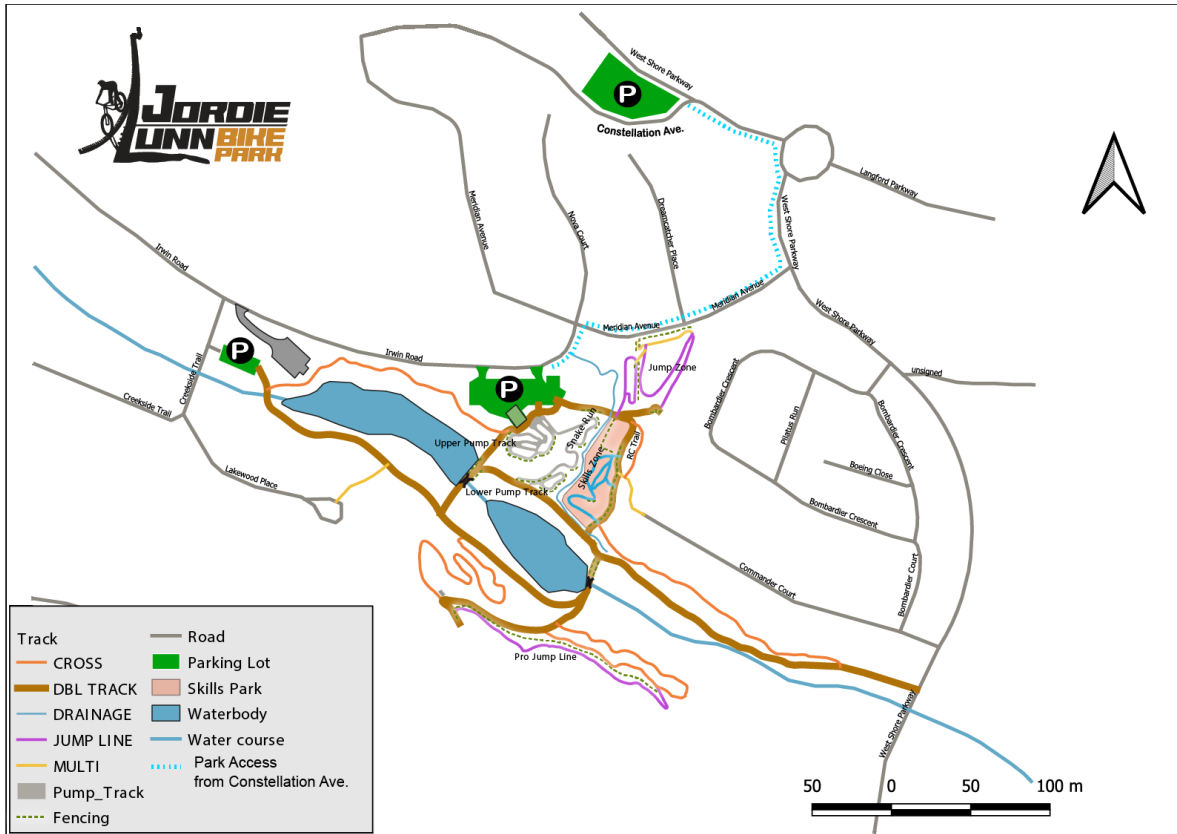 JORDIE
LUNN BIKE
PARK
West Shore Parkway
P
Constellation Ave.
Langford Parkway
Meridian Avenue
Nova Court
Dreamcatcher Place
West Shore Parkway
Irwin Road
Meridian Avenue
Meridian Avenue
West Shore Parkway
Irwin Road
P
P
Creekside Trail
Creekside Trail
Jump Zone
unsigned
Bombardier Crescent
Pilatus Run
Bombardier Crescent
Boeing Close
Snake Run
Upper Pump Track
RC Trail
Skills Zone
Lakewood Place
Lower Pump Track
Bombardier Crescent
Commander Court
Bombardier Court
Pro Jump Line
West Shore Parkway
Track
CROSS
DBL TRACK
DRAINAGE
JUMP LINE
MULTI
Pump_Track
Fencing
Road
Parking Lot
Skills Park
Waterbody
Water course
Park Access
from Constellation Ave.
50 0 50 100 m